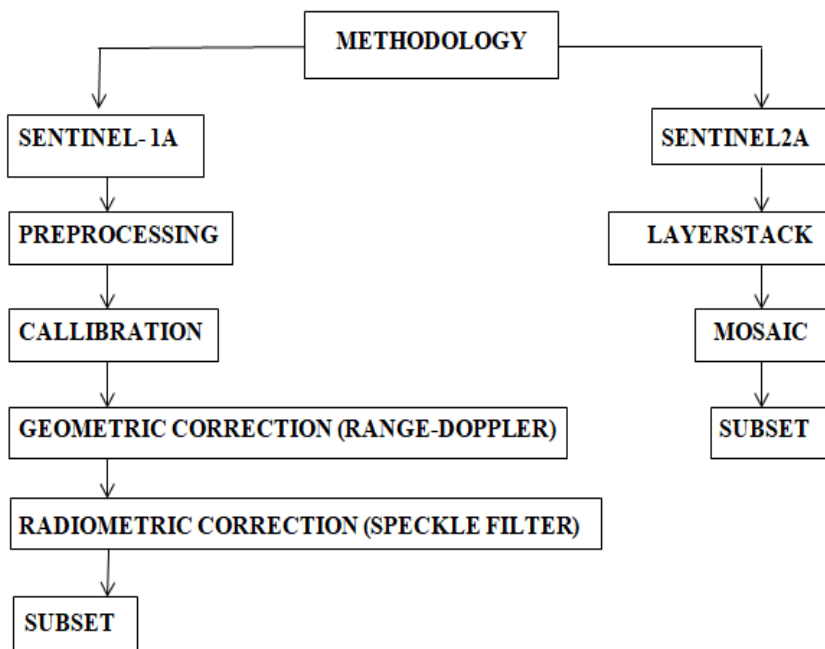 METHODOLOGY
SENTINEL- 1A
PREPROCESSING
CALLIBRATION
GEOMETRIC CORRECTION (RANGE-DOPPLER)
RADIOMETRIC CORRECTION (SPECKLE FILTER)
SUBSET
SENTINEL2A
LAYERSTACK
MOSAIC
SUBSET